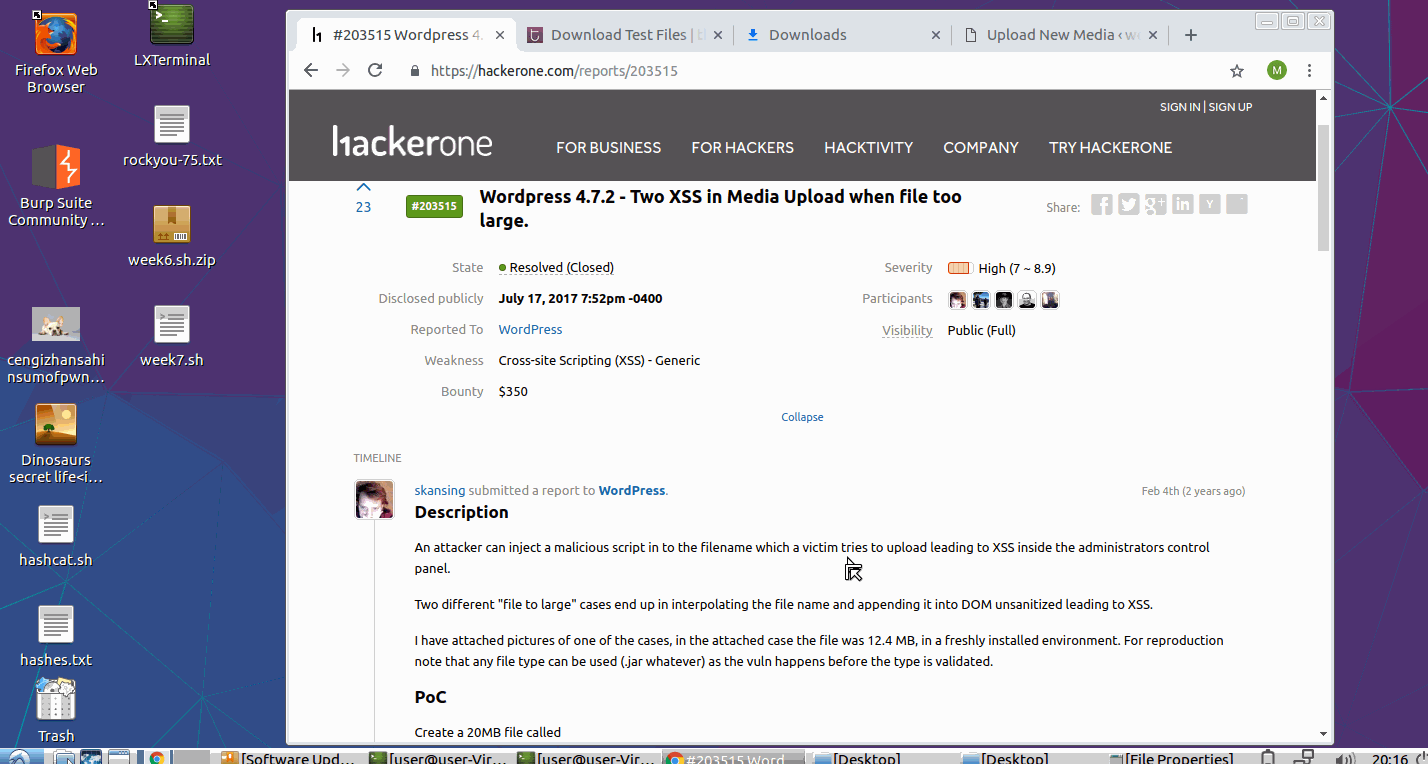 Firefox Web
Browser
LXTerminal
rockyou-75.txt
Burp Suite
Community ...
week6.sh.zip
cengizhansahi
nsumofpwn...
week7.sh
Dinosaurs
secret life<i...
hashcat.sh
hashes.txt
Trash
#203515 Wordpress 4.
Download Test Files |
Downloads
Upload New Media ‹ w
https://hackerone.com/reports/203515
M
SIGN IN | SIGN UP
hackerone
FOR BUSINESS
FOR HACKERS
HACKTIVITY
COMPANY
TRY HACKERONE
23
#203515
Wordpress 4.7.2 - Two XSS in Media Upload when file too
large.
Share:
State
Resolved (Closed)
Severity
High (7 ~ 8.9)
Disclosed publicly
July 17, 2017 7:52pm -0400
Participants
Reported To
WordPress
Visibility
Public (Full)
Weakness
Cross-site Scripting (XSS) - Generic
Bounty
$350
Collapse
TIMELINE
skansing submitted a report to WordPress.
Feb 4th (2 years ago)
Description
An attacker can inject a malicious script in to the filename which a victim tries to upload leading to XSS inside the administrators control
panel.
Two different "file to large" cases end up in interpolating the file name and appending it into DOM unsanitized leading to XSS.
I have attached pictures of one of the cases, in the attached case the file was 12.4 MB, in a freshly installed environment. For reproduction
note that any file type can be used (.jar whatever) as the vuln happens before the type is validated.
PoC
Create a 20MB file called
[Software Upd...
[user@user-Vir...
[user@user-Vir...
#203515 Word
[Desktop]
[Desktop]
[File Properties]
20:16